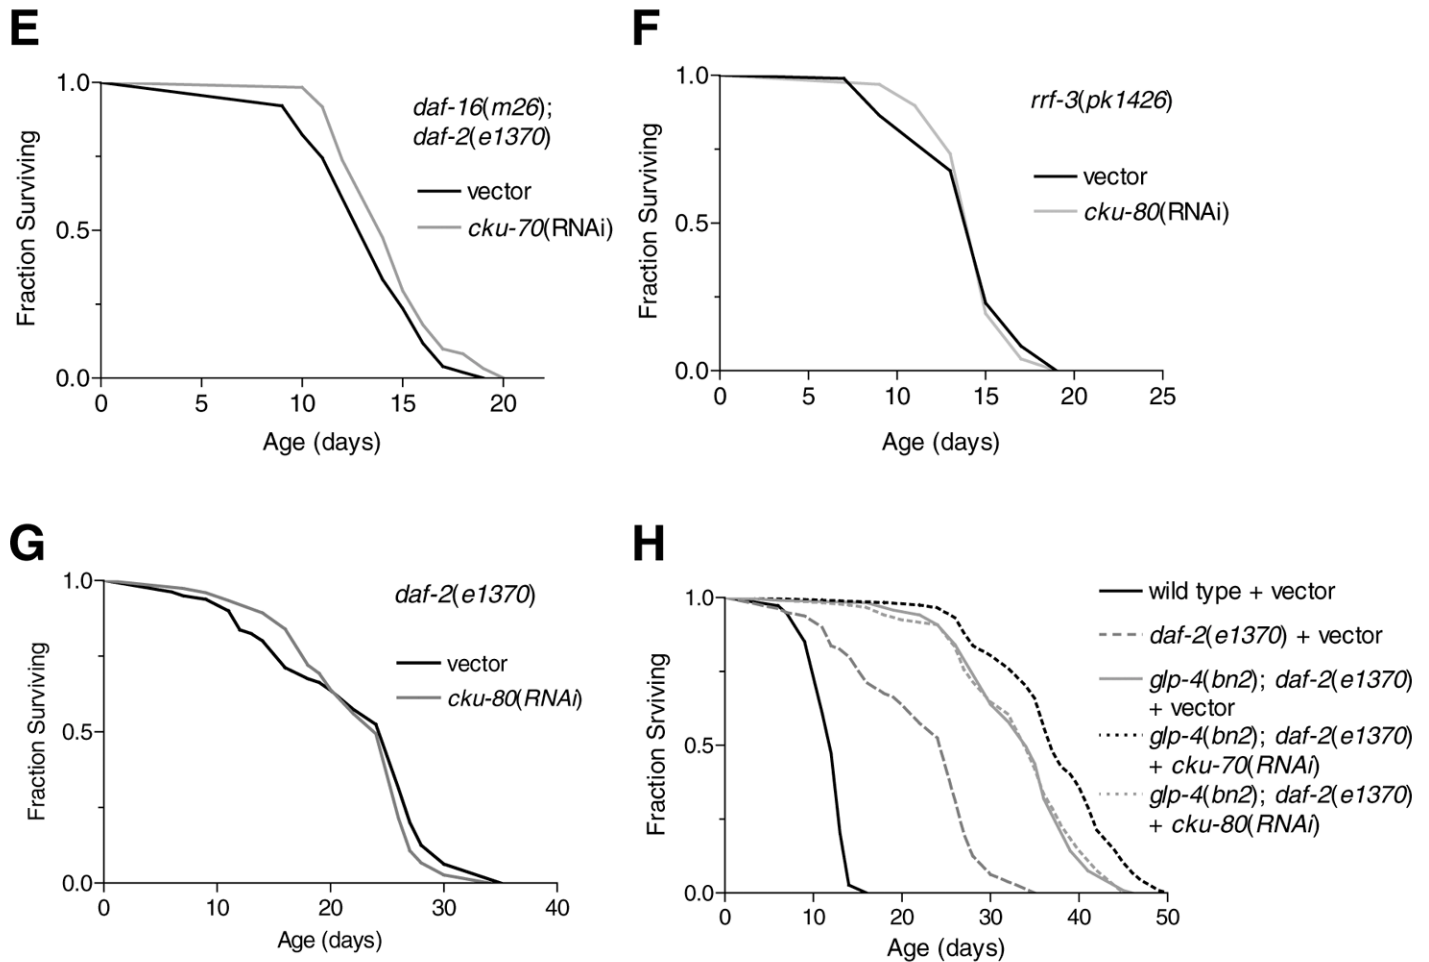 E
1.0
0.5
0.0
0 5 10 15 20
Fraction Surviving
Age (days)
daf-16(m26);
daf-2(e1370)
vector
cku-70(RNAi)
F
1.0
0.5
0.0
0 5 10 15 20 25
Fraction Surviving
Age (days)
rrf-3(pk1426)
vector
cku-80(RNAi)
G
1.0
0.5
0.0
0 10 20 30 40
Fraction Surviving
Age (days)
daf-2(e1370)
vector
cku-80(RNAi)
H
1.0
0.5
0.0
0 10 20 30 40 50
Fraction Srviving
Age (days)
wild type + vector
daf-2(e1370) + vector
glp-4(bn2); daf-2(e1370)
+ vector
glp-4(bn2); daf-2(e1370)
+ cku-70(RNAi)
glp-4(bn2); daf-2(e1370)
+ cku-80(RNAi)